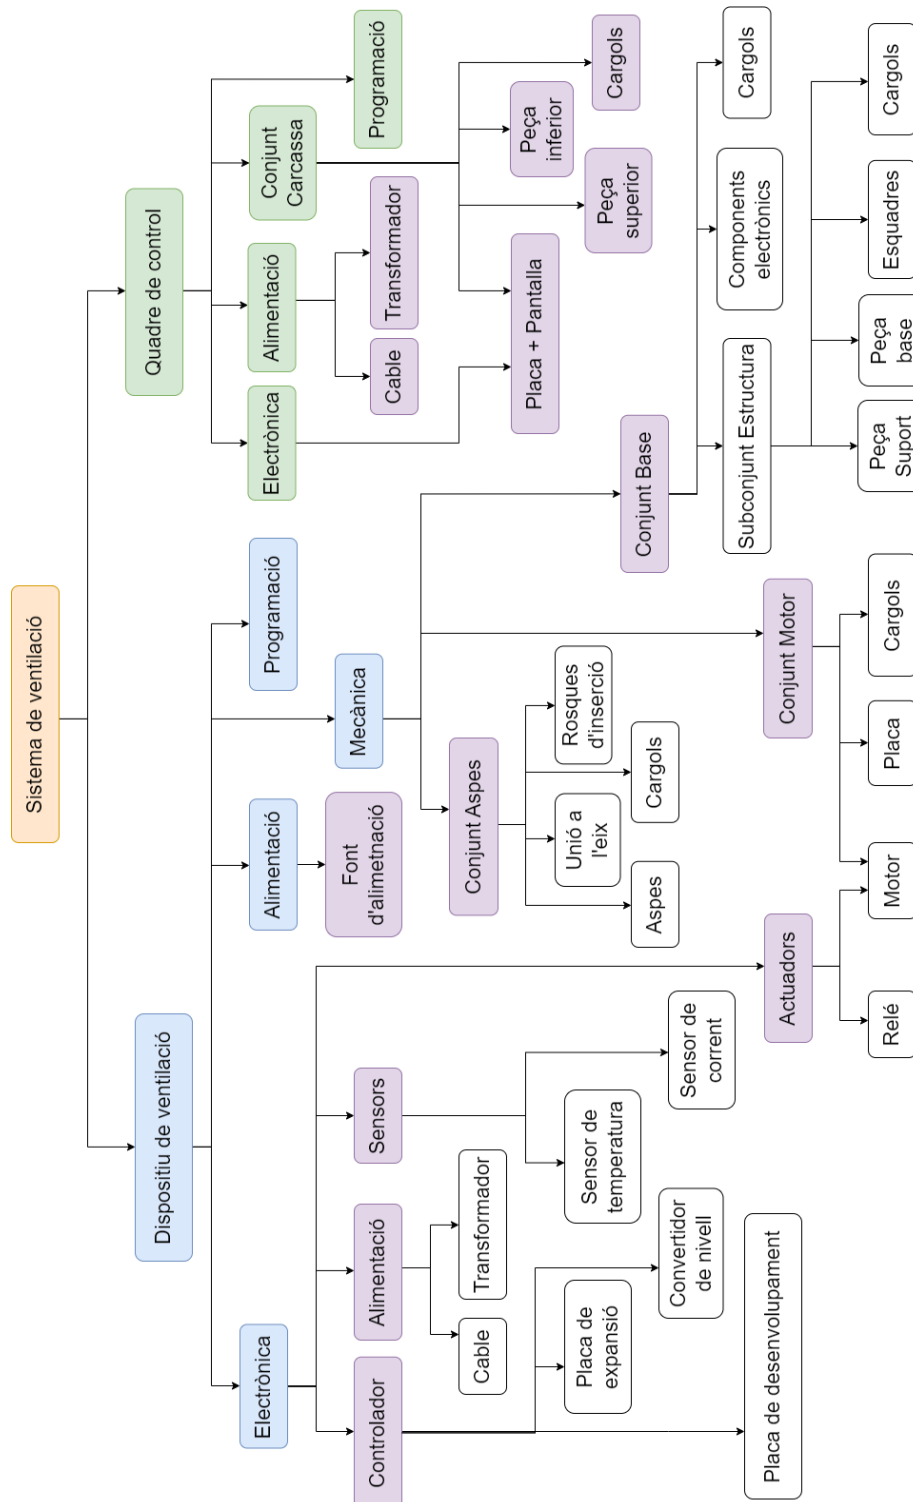 Sistema de ventilació
Dispositiu de ventilació
Quadre de control
Electrònica
Alimentació
Programació
Electrònica
Alimentació
Conjunt
Carcassa
Font
d'alimetnació
Mecànica
Programació
Controlador
Alimentació
Sensors
Cable
Transformador
Conjunt Aspes
Cable
Transformador
Placa + Pantalla
Peça
inferior
Placa de
expansió
Sensor de
temperatura
Unió a
l'eix
Rosques
d'inserció
Peça
superior
Cargols
Convertidor
de nivell
Sensor de
corrent
Aspes
Cargols
Conjunt Base
Placa de desenvolupament
Actuadors
Conjunt Motor
Subconjunt Estructura
Components
electrònics
Cargols
Relé
Motor
Placa
Cargols
Peça
Suport
Peça
base
Esquadres
Cargols